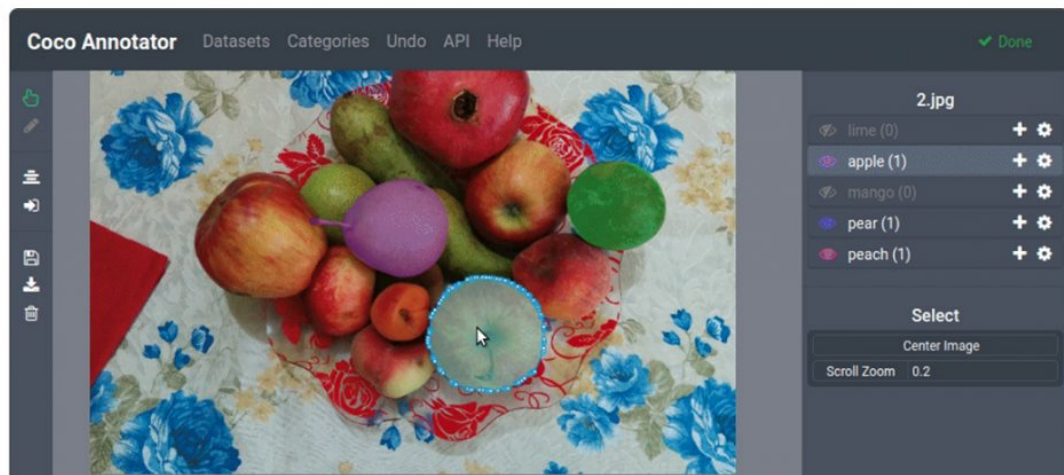 Coco Annotator Datasets Categories Undo API Help Done
2.jpg
lime (0)
apple (1)
mango (0)
pear (1)
peach (1)
Select
Center Image
Scroll Zoom 0.2